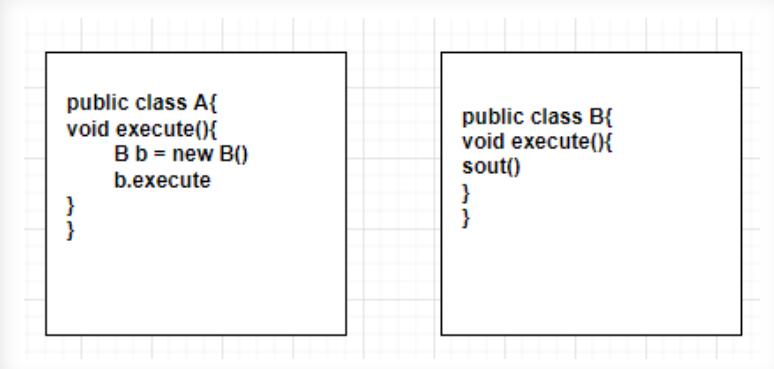 public class A{
void execute(){
B b = new B()
b.execute
}
}
public class B{
void execute(){
sout()
}
}